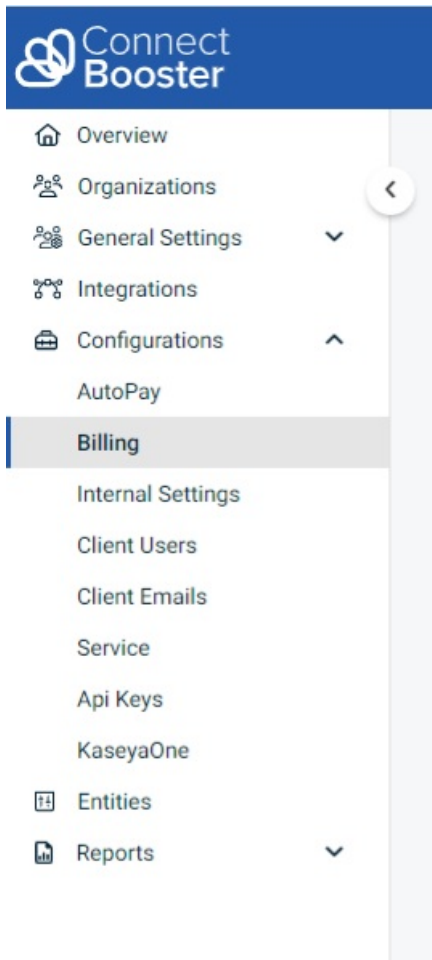 Connect
Booster
Overview
Organizations
General Settings
Integrations
Configurations
AutoPay
Billing
Internal Settings
Client Users
Client Emails
Service
Api Keys
KaseyaOne
Entities
Reports